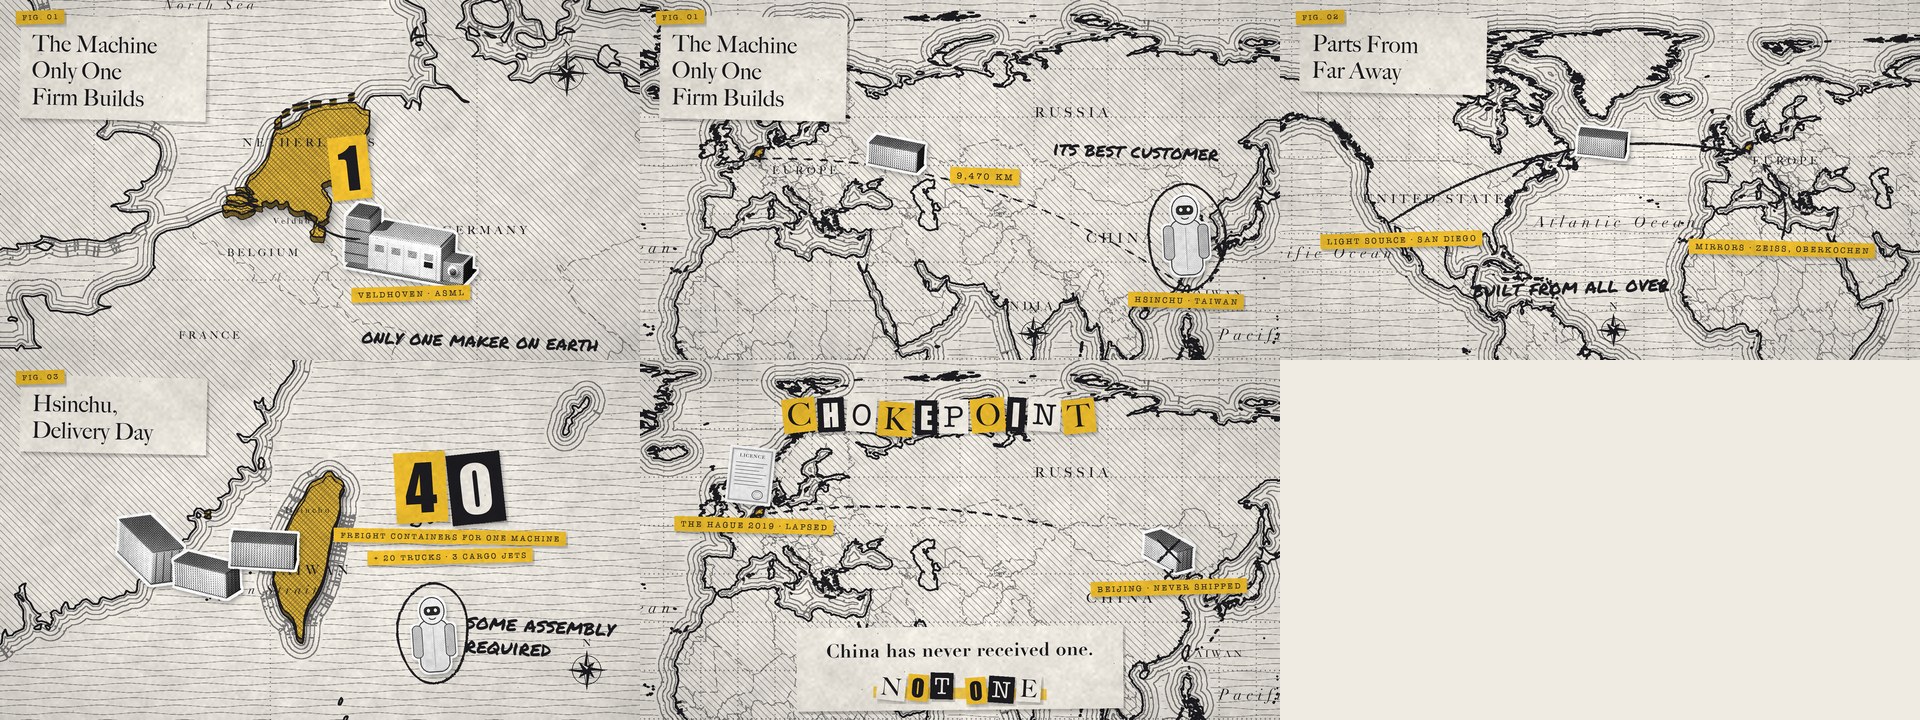 FIG. 01
The Machine
Only One
Firm Builds
North Sea
1
BELGIUM
GERMANY
VELDHOVEN · ASML
FRANCE
ONLY ONE MAKER ON EARTH
FIG. 01
The Machine
Only One
Firm Builds
RUSSIA
ITS BEST CUSTOMER
EUROPE
9,470 KM
CHINA
HSINCHU · TAIWAN
FIG. 02
Parts From
Far Away
EUROPE
UNITED STATES
Atlantic Ocean
LIGHT SOURCE · SAN DIEGO
MIRRORS · ZEISS, OBERKOCHEN
BUILT FROM ALL OVER
N
FIG. 03
Hsinchu,
Delivery Day
40
FREIGHT CONTAINERS FOR ONE MACHINE
+ 20 TRUCKS · 3 CARGO JETS
SOME ASSEMBLY
REQUIRED
N
CHOKEPOINT
LICENCE
RUSSIA
THE HAGUE 2019 · LAPSED
BEIJING · NEVER SHIPPED
CHINA
China has never received one.
NOT ONE